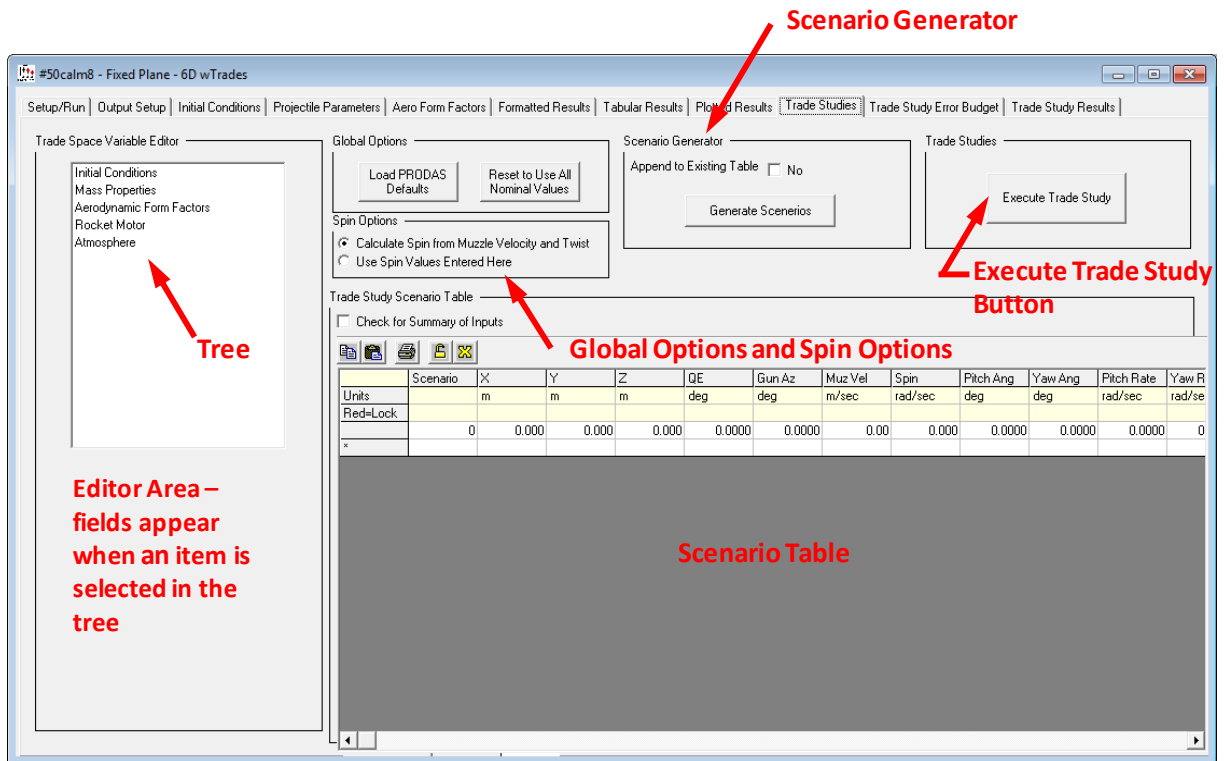 Scenario Generator
#50calm8 - Fixed Plane - 6D wTrades
Setup/Run Output Setup Initial Conditions Projectile Parameters Aero Form Factors Formatted Results Tabular Results Plotted Results Trade Studies Trade Study Error Budget Trade Study Results
Trade Space Variable Editor
Initial Conditions
Mass Properties
Aerodynamic Form Factors
Rocket Motor
Atmosphere
Tree
Editor Area –
fields appear
when an item is
selected in the
tree
Global Options
Load PRODAS
Defaults
Reset to Use All
Nominal Values
Spin Options
Calculate Spin from Muzzle Velocity and Twist
Use Spin Values Entered Here
Scenario Generator
Append to Existing Table No
Generate Scenerios
Trade Studies
Execute Trade Study
Execute Trade Study
Button
Global Options and Spin Options
Trade Study Scenario Table
Check for Summary of Inputs
Scenario X Y Z QE Gun Az Muz Vel Spin Pitch Ang Yaw Ang Pitch Rate Yaw R
Units m m m deg deg m/sec rad/sec deg deg rad/sec rad/se
Red=Lock
0 0.000 0.000 0.000 0.0000 0.0000 0.00 0.000 0.0000 0.0000 0.0000 0
*
Scenario Table